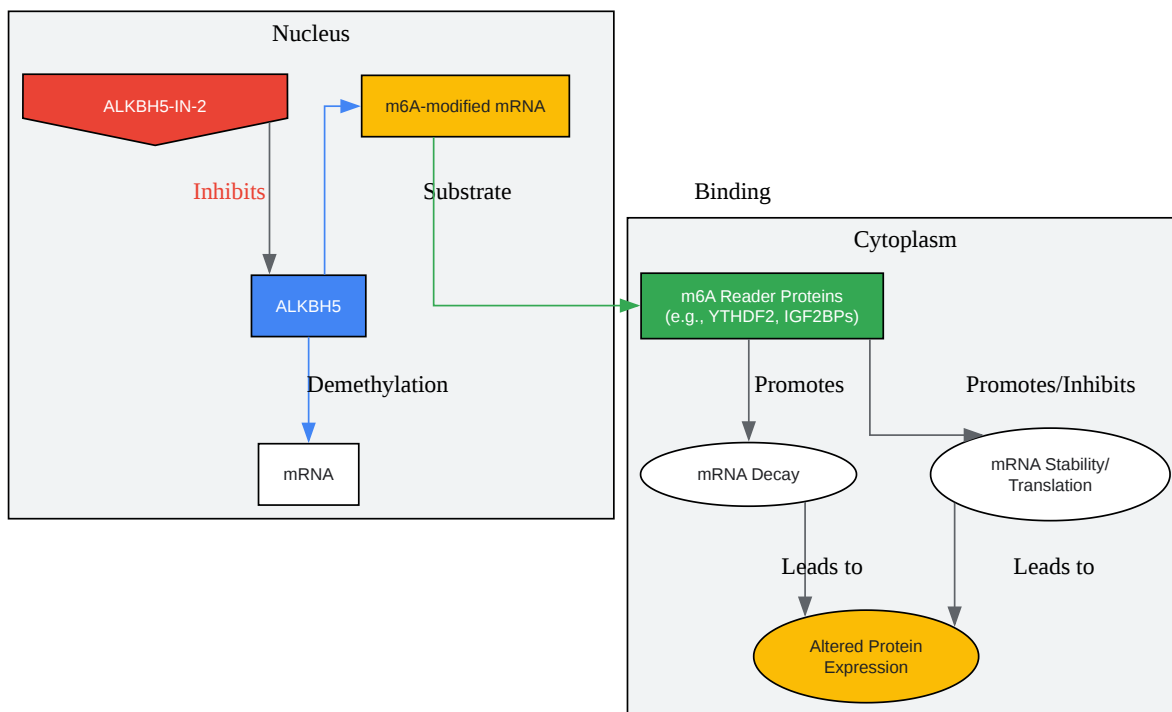 Nucleus
ALKBH5-IN-2
m6A-modified mRNA
Inhibits
Substrate
Binding
Cytoplasm
ALKBH5
m6A Reader Proteins
(e.g., YTHDF2, IGF2BPs)
Demethylation
Promotes
Promotes/Inhibits
mRNA
mRNA Decay
mRNA Stability/
Translation
Leads to
Leads to
Altered Protein
Expression